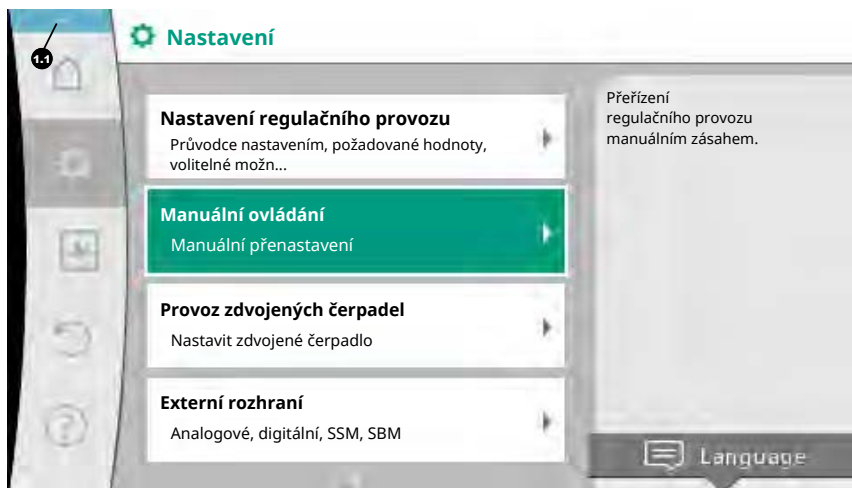 Nastavení
1.1
Nastavení regulačního provozu
Průvodce nastavením, požadované hodnoty,
volitelné možn...
Manuální ovládání
Manuální přenastavení
Provoz zdvojených čerpadel
Nastavit zdvojené čerpadlo
Externí rozhraní
Analogové, digitální, SSM, SBM
Přeřízení
regulačního provozu
manuálním zásahem.
Language